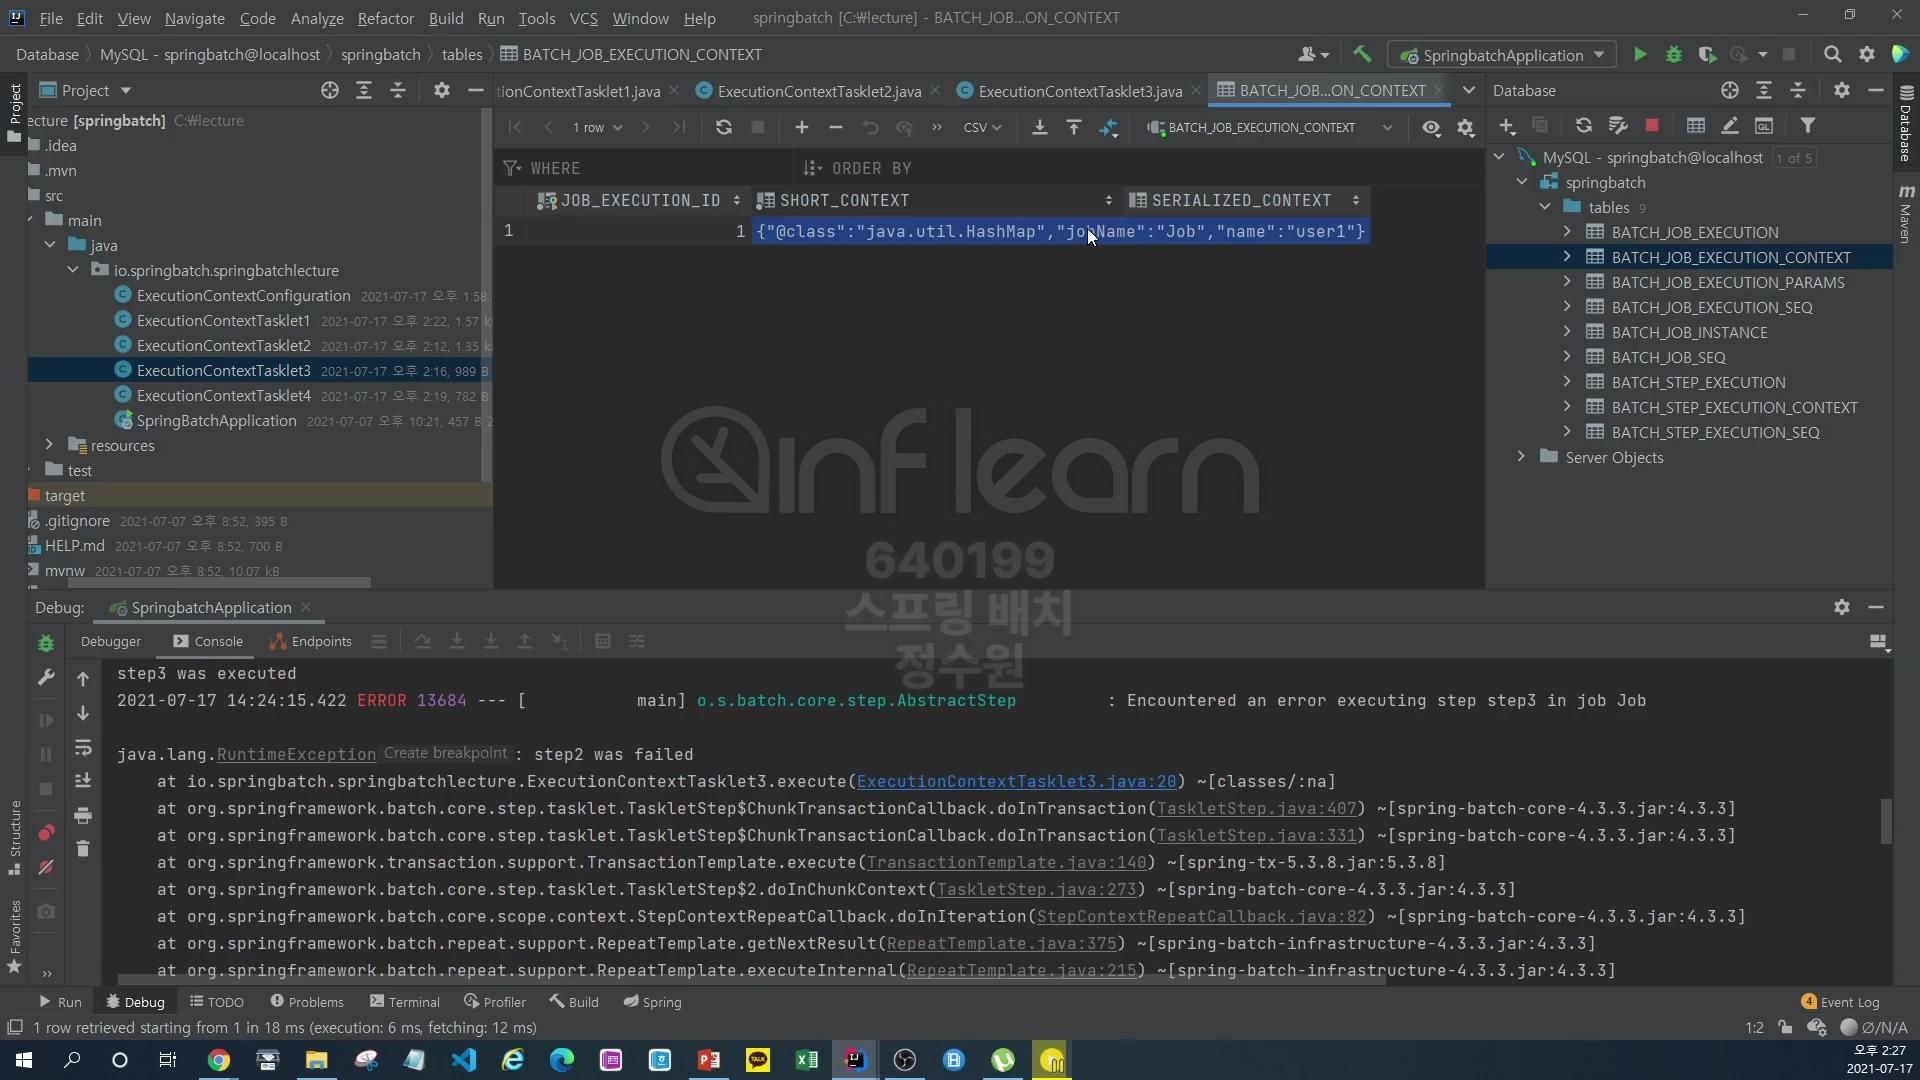 File Edit View Navigate Code Analyze Refactor Build Run Tools VCS Window Help springbatch [C:₩lecture] - BATCH_JOB...ON_CONTEXT
Database MySQL - springbatch@localhost springbatch tables BATCH_JOB_EXECUTION_CONTEXT SpringbatchApplication
Project
Project
ecture [springbatch] C:₩lecture
.idea
.mvn
src
main
java
io.springbatch.springbatchlecture
ExecutionContextConfiguration 2021-07-17 오후 1:58,
ExecutionContextTasklet1 2021-07-17 오후 2:22, 1.57 k
ExecutionContextTasklet2 2021-07-17 오후 2:12, 1.35 k
ExecutionContextTasklet3 2021-07-17 오후 2:16, 989 B
ExecutionContextTasklet4 2021-07-17 오후 2:19, 782 B
SpringBatchApplication 2021-07-07 오후 10:21, 457 B 2
resources
test
target
.gitignore 2021-07-07 오후 8:52, 395 B
HELP.md 2021-07-07 오후 8:52, 700 B
mvnw 2021-07-07 오후 8:52, 10.07 kB
tionContextTasklet1.java ExecutionContextTasklet2.java ExecutionContextTasklet3.java BATCH_JOB...ON_CONTEXT
1 row CSV BATCH_JOB_EXECUTION_CONTEXT
WHERE ORDER BY
JOB_EXECUTION_ID SHORT_CONTEXT SERIALIZED_CONTEXT
1 1 {"@class":"java.util.HashMap","jobName":"Job","name":"user1"}
inflearn
640199
스프링 배치
정수원
Database
MySQL - springbatch@localhost 1 of 5
springbatch
tables 9
BATCH_JOB_EXECUTION
BATCH_JOB_EXECUTION_CONTEXT
BATCH_JOB_EXECUTION_PARAMS
BATCH_JOB_EXECUTION_SEQ
BATCH_JOB_INSTANCE
BATCH_JOB_SEQ
BATCH_STEP_EXECUTION
BATCH_STEP_EXECUTION_CONTEXT
BATCH_STEP_EXECUTION_SEQ
Server Objects
Database
Maven
Debug: SpringbatchApplication
Debugger Console Endpoints
step3 was executed
2021-07-17 14:24:15.422 ERROR 13684 --- [ main] o.s.batch.core.step.AbstractStep : Encountered an error executing step step3 in job Job
java.lang.RuntimeException Create breakpoint : step2 was failed
at io.springbatch.springbatchlecture.ExecutionContextTasklet3.execute(ExecutionContextTasklet3.java:20) ~[classes/:na]
at org.springframework.batch.core.step.tasklet.TaskletStep$ChunkTransactionCallback.doInTransaction(TaskletStep.java:407) ~[spring-batch-core-4.3.3.jar:4.3.3]
at org.springframework.batch.core.step.tasklet.TaskletStep$ChunkTransactionCallback.doInTransaction(TaskletStep.java:331) ~[spring-batch-core-4.3.3.jar:4.3.3]
at org.springframework.transaction.support.TransactionTemplate.execute(TransactionTemplate.java:140) ~[spring-tx-5.3.8.jar:5.3.8]
at org.springframework.batch.core.step.tasklet.TaskletStep$2.doInChunkContext(TaskletStep.java:273) ~[spring-batch-core-4.3.3.jar:4.3.3]
at org.springframework.batch.core.scope.context.StepContextRepeatCallback.doInIteration(StepContextRepeatCallback.java:82) ~[spring-batch-core-4.3.3.jar:4.3.3]
at org.springframework.batch.repeat.support.RepeatTemplate.getNextResult(RepeatTemplate.java:375) ~[spring-batch-infrastructure-4.3.3.jar:4.3.3]
at org.springframework.batch.repeat.support.RepeatTemplate.executeInternal(RepeatTemplate.java:215) ~[spring-batch-infrastructure-4.3.3.jar:4.3.3]
Structure
Favorites
Run Debug TODO Problems Terminal Profiler Build Spring 4 Event Log
1 row retrieved starting from 1 in 18 ms (execution: 6 ms, fetching: 12 ms) 1:2 Ø/N/A
TALK
오후 2:27
2021-07-17